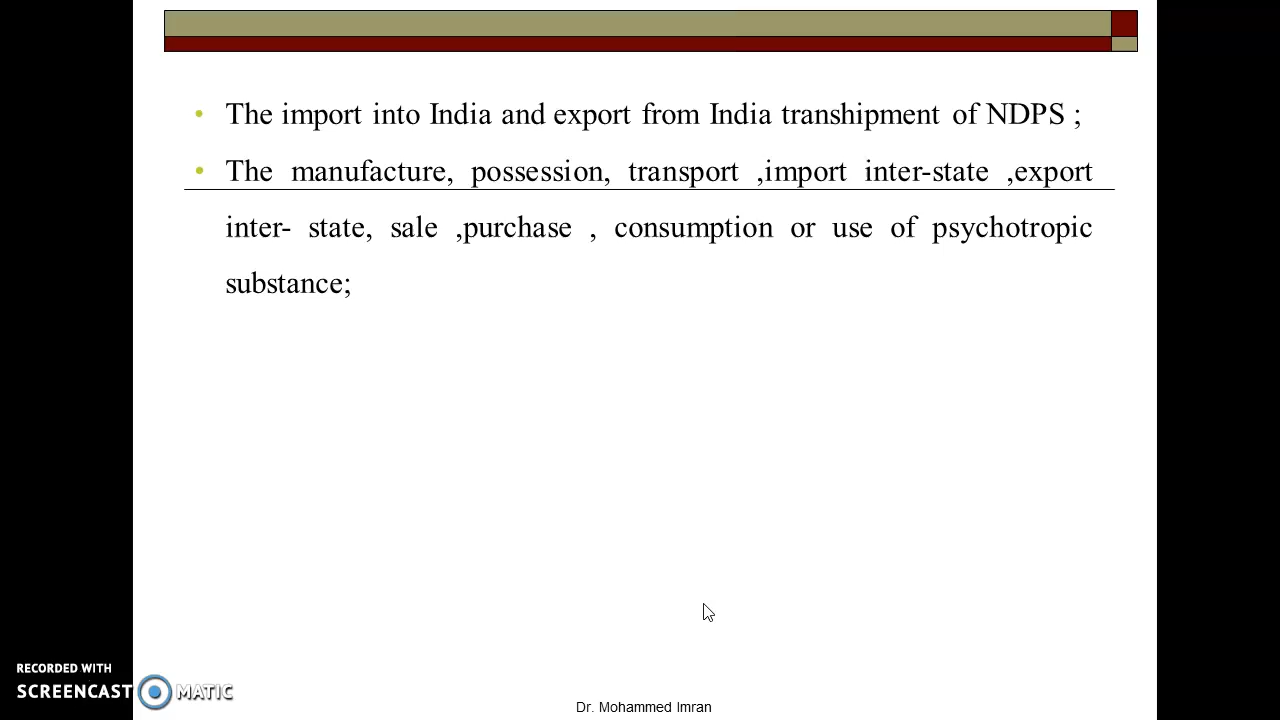 • The import into India and export from India transhipment of NDPS ;
• The manufacture, possession, transport ,import inter-state ,export
inter- state, sale ,purchase , consumption or use of psychotropic
substance;
RECORDED WITH
SCREENCAST MATIC
Dr. Mohammed Imran